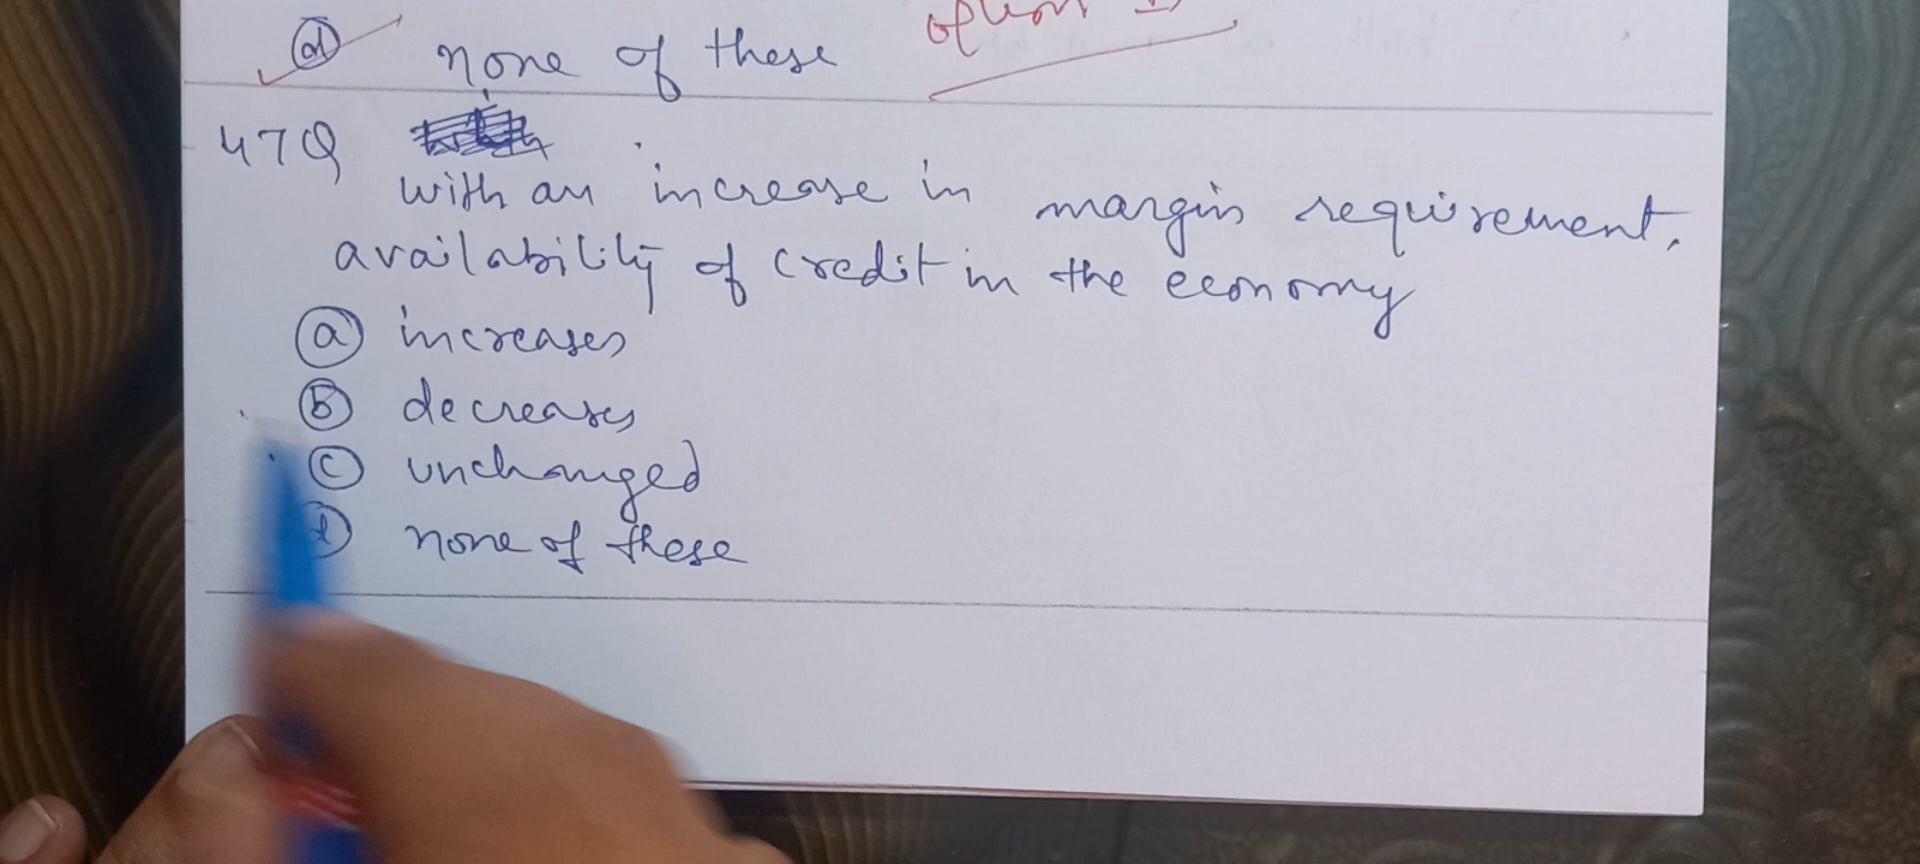 (d) none of these option
47Q
with an increase in margin requirement,
availability of credit in the economy
(a) increases
(b) decreases
(c) unchanged
(d) none of these